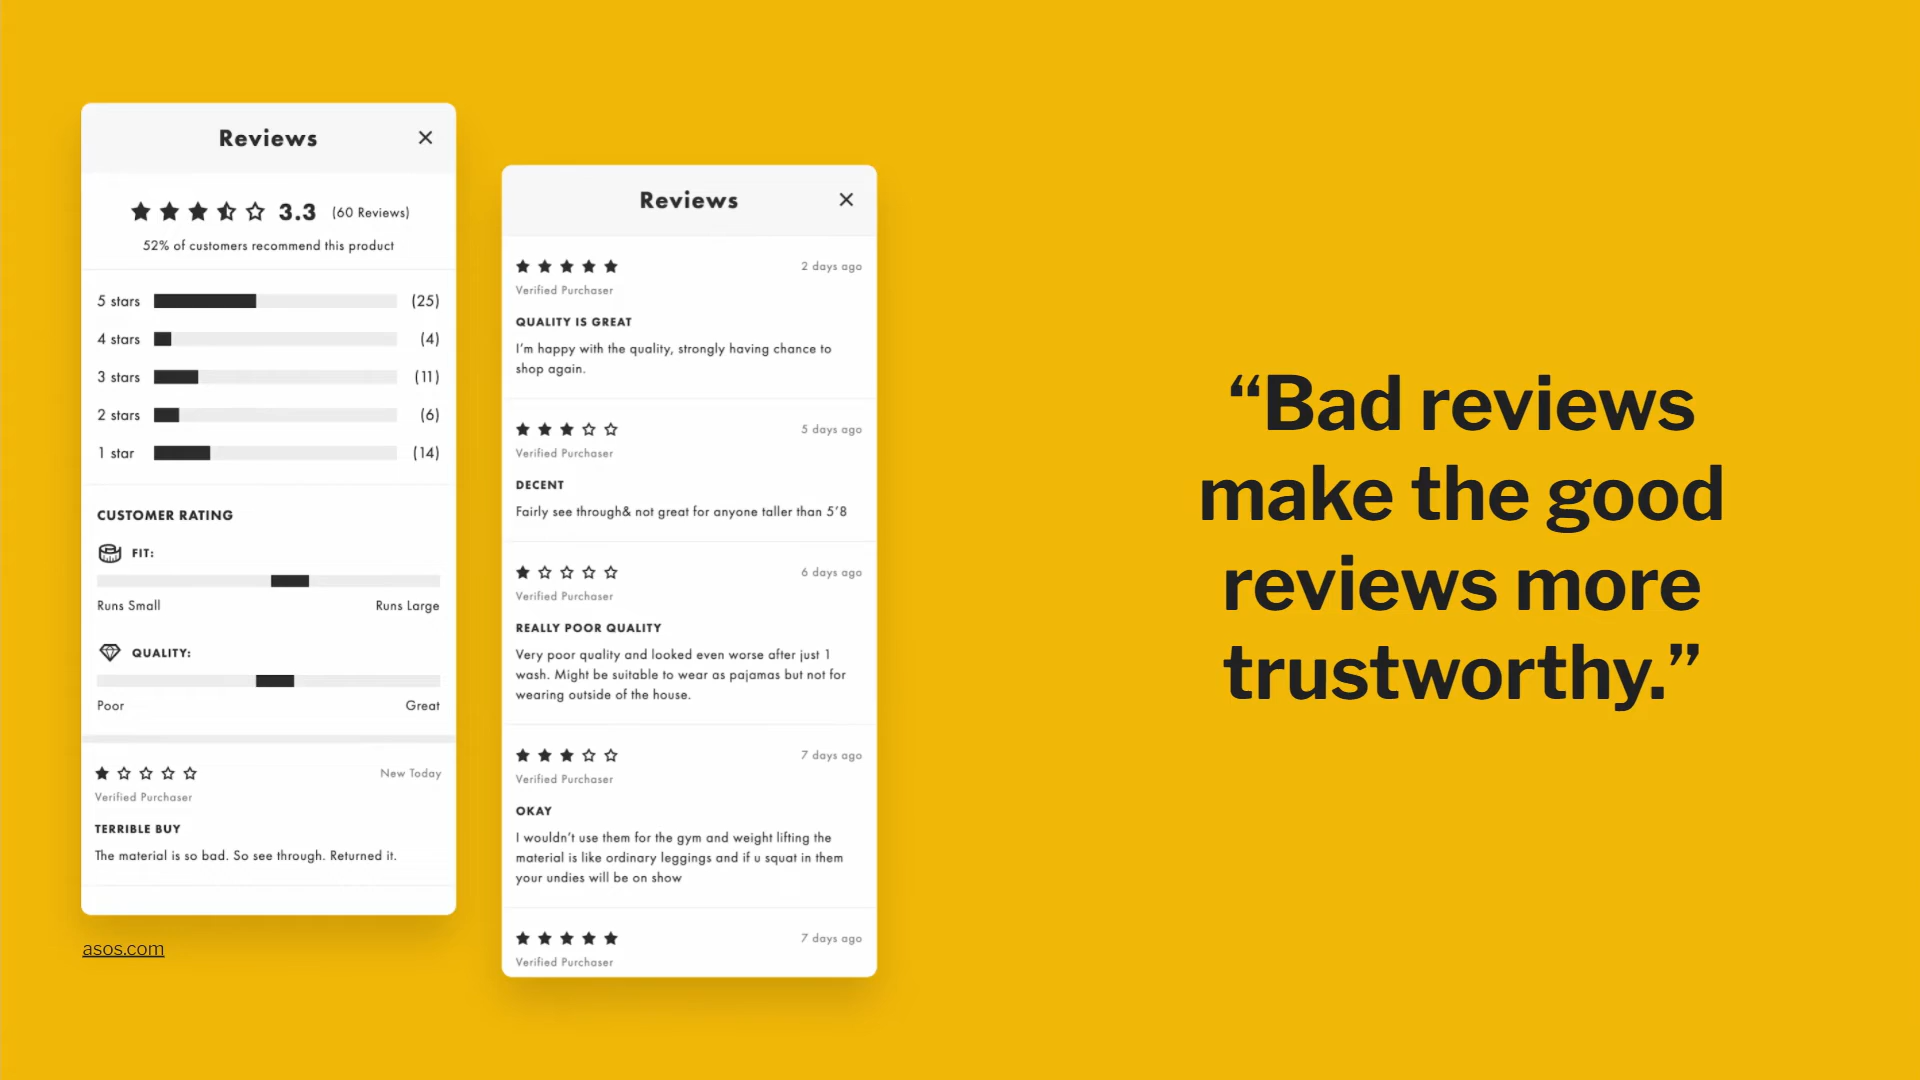 Reviews
3.3 (60 Reviews)
52% of customers recommend this product
5 stars (25)
4 stars (4)
3 stars (11)
2 stars (6)
1 star (14)
CUSTOMER RATING
FIT:
Runs Small Runs Large
QUALITY:
Poor Great
New Today
Verified Purchaser
TERRIBLE BUY
The material is so bad. So see through. Returned it.
asos.com
Reviews
2 days ago
Verified Purchaser
QUALITY IS GREAT
I'm happy with the quality, strongly having chance to
shop again.
5 days ago
Verified Purchaser
DECENT
Fairly see through& not great for anyone taller than 5'8
6 days ago
Verified Purchaser
REALLY POOR QUALITY
Very poor quality and looked even worse after just 1
wash. Might be suitable to wear as pajamas but not for
wearing outside of the house.
7 days ago
Verified Purchaser
OKAY
I wouldn't use them for the gym and weight lifting the
material is like ordinary leggings and if u squat in them
your undies will be on show
7 days ago
Verified Purchaser
“Bad reviews
make the good
reviews more
trustworthy.”